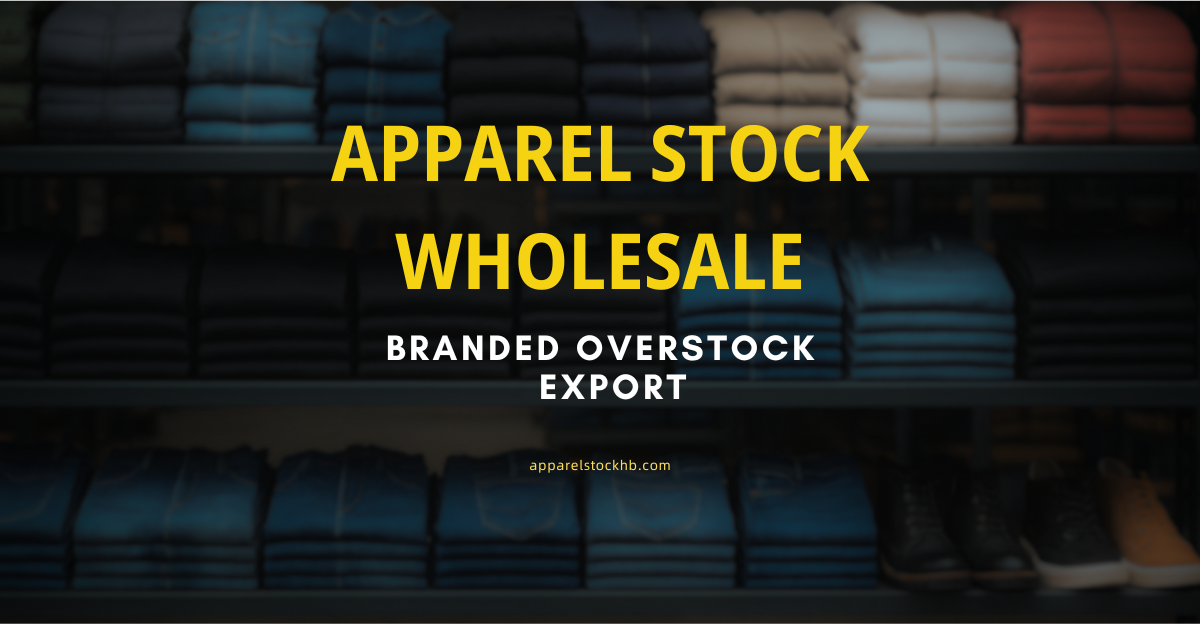 APPAREL STOCK
WHOLESALE
BRANDED OVERSTOCK
EXPORT
apparelstockhb.com